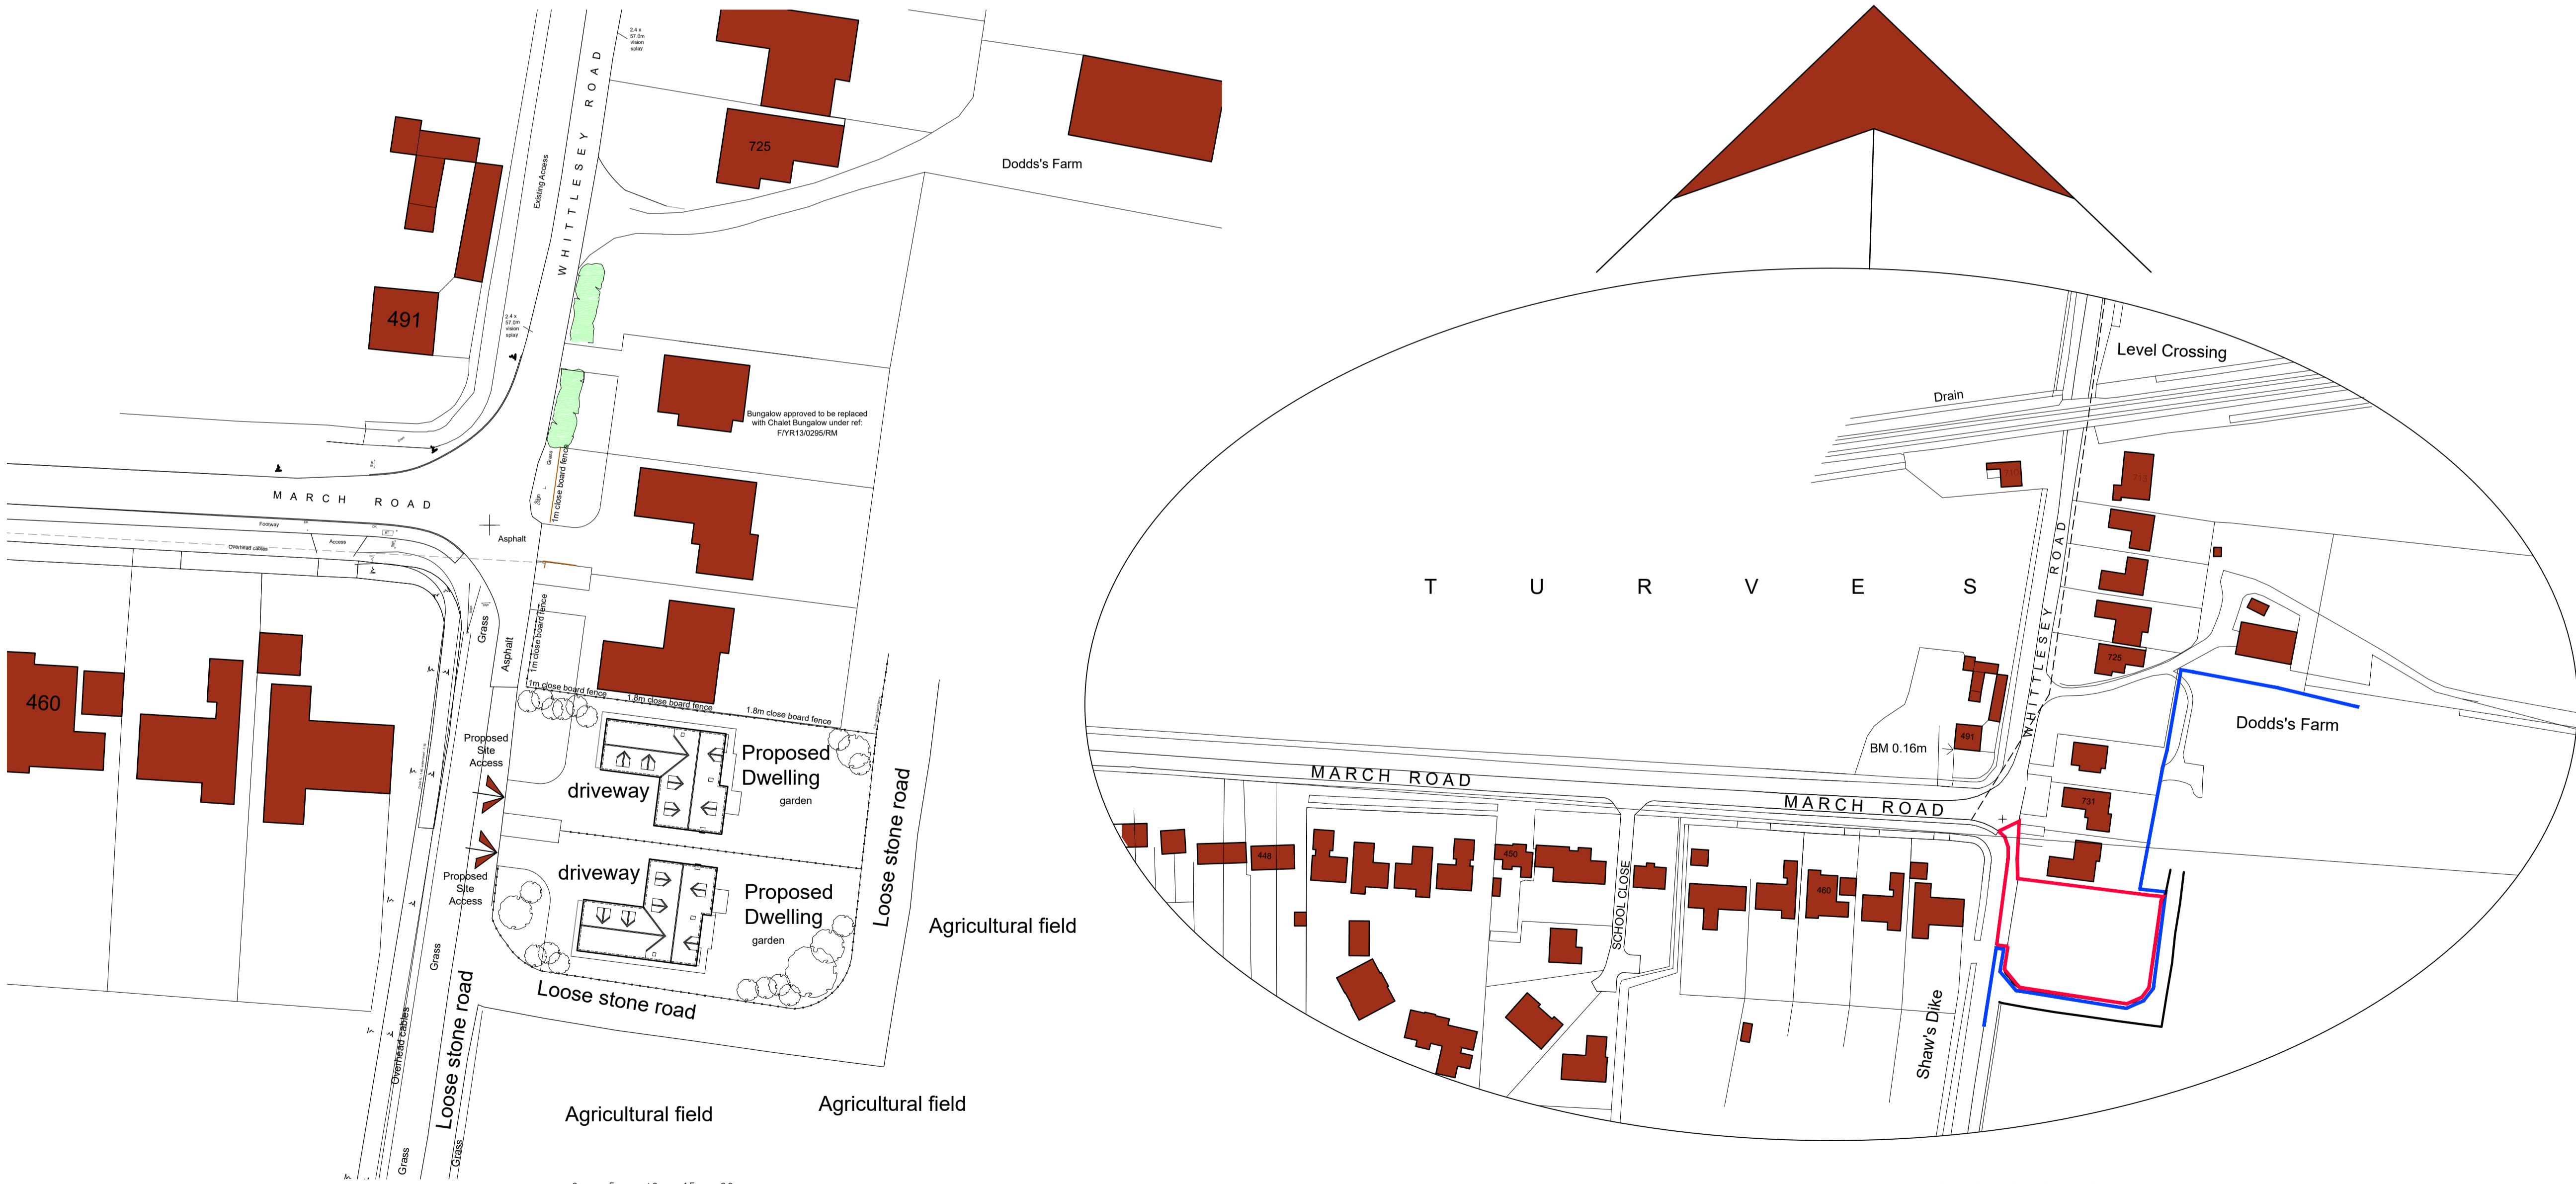 2.4 x
57.0m
vision
splay
WHITTLESEY ROAD
Existing Access
725
Dodds's Farm
491
2.4 x
57.0m
vision
splay
Bungalow approved to be replaced
with Chalet Bungalow under ref:
F/YR13/0295/RM
Grass
1m close board fence
Sign
MARCH ROAD
Footway
Access
Overhead cables
Asphalt
Grass
Asphalt
1m close board fence
1m close board fence
1.8m close board fence
1.8m close board fence
460
Proposed
Site
Access
Proposed
Dwelling
garden
driveway
Loose stone road
Proposed
Site
Access
driveway
Proposed
Dwelling
garden
Agricultural field
Grass
Loose stone road
Overhead cables
Loose stone road
Agricultural field
Agricultural field
Grass
Grass
Level Crossing
Drain
TURVES
WHITTLESEY ROAD
725
Dodds's Farm
491
BM 0.16m
731
MARCH ROAD
MARCH ROAD
448
450
460
SCHOOL CLOSE
Shaw's Dike